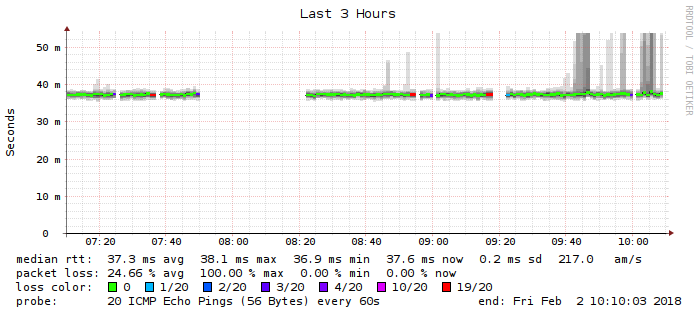 Last 3 Hours
RRDTOOL / TOBI OETIKER
Seconds
50 m
40 m
30 m
20 m
10 m
0
07:20 07:40 08:00 08:20 08:40 09:00 09:20 09:40 10:00
median rtt: 37.3 ms avg 38.1 ms max 36.9 ms min 37.6 ms now 0.2 ms sd 217.0 am/s
packet loss: 24.66 % avg 100.00 % max 0.00 % min 0.00 % now
loss color: 0 1/20 2/20 3/20 4/20 10/20 19/20
probe: 20 ICMP Echo Pings (56 Bytes) every 60s end: Fri Feb 2 10:10:03 2018